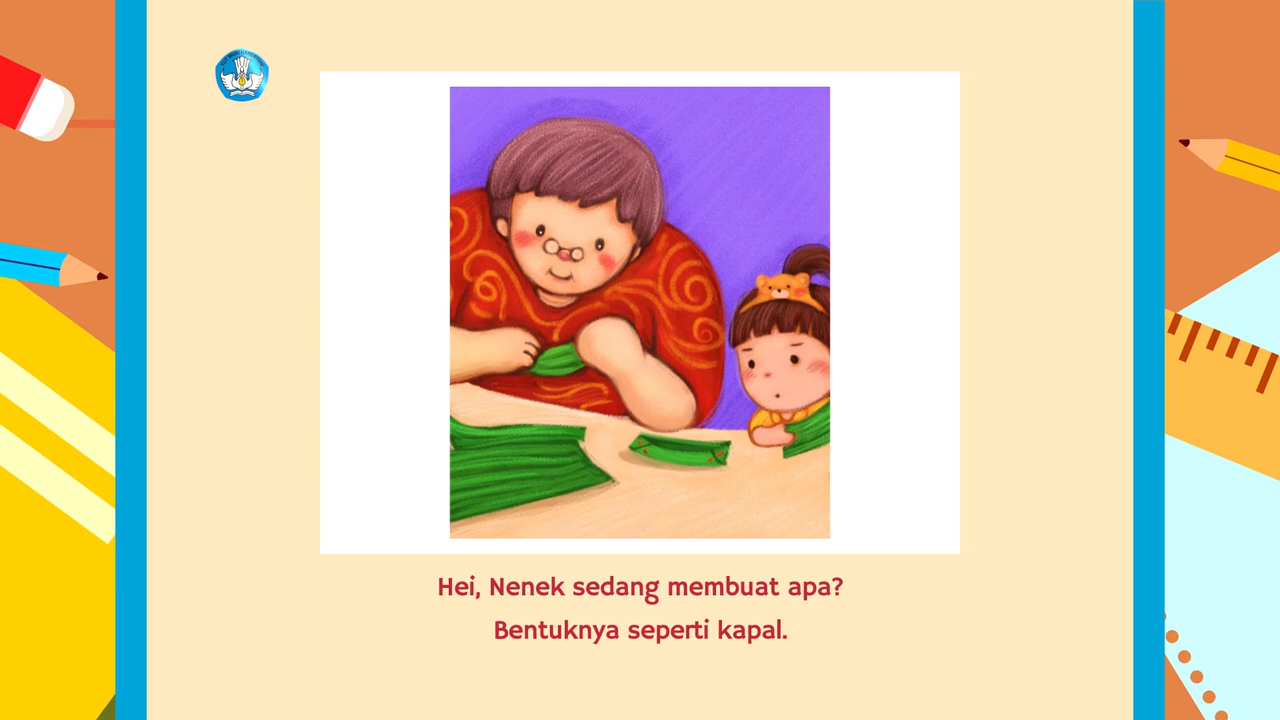 Hei, Nenek sedang membuat apa?
Bentuknya seperti kapal.